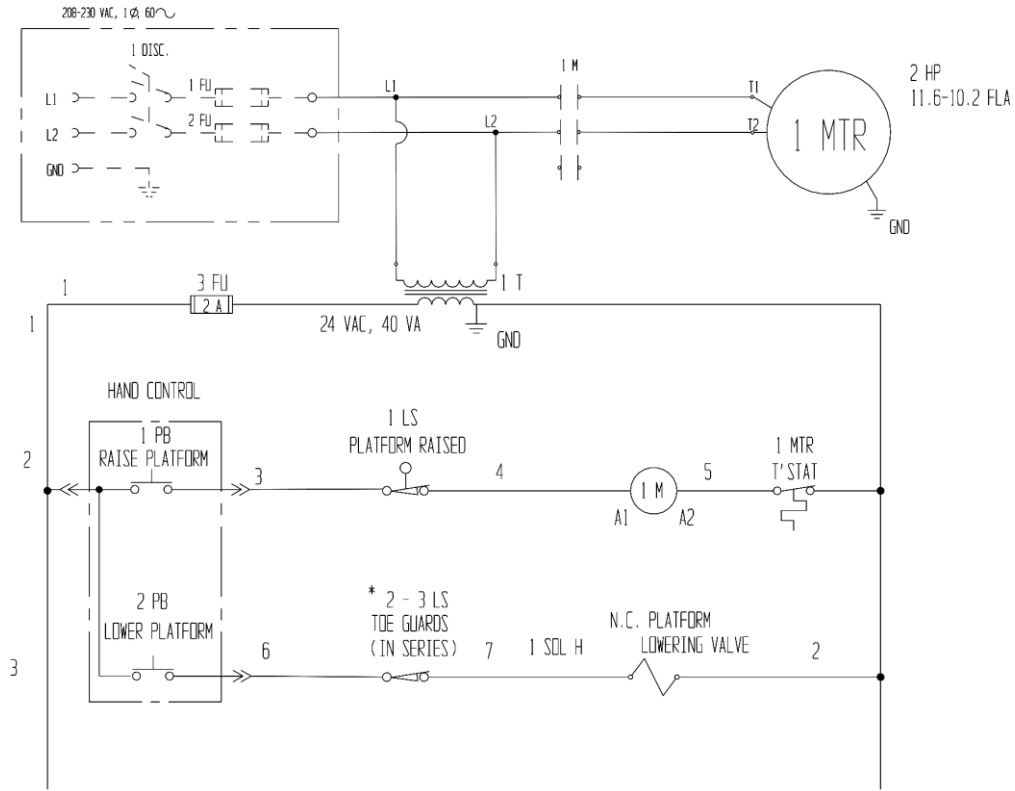 208-230 VAC, 1 Ø, 60
1 DISC.
L1
1 FU
L2
2 FU
GND
L1
L2
1 M
T1
T2
1 MTR
2 HP
11.6-10.2 FLA
GND
1
3 FU
2 A
1 T
1
24 VAC, 40 VA
GND
HAND CONTROL
1 PB
RAISE PLATFORM
2
3
1 LS
PLATFORM RAISED
4
1 M
A1
A2
5
1 MTR
T'STAT
2 PB
LOWER PLATFORM
3
6
* 2 - 3 LS
TOE GUARDS
(IN SERIES)
7
1 SOL H
N.C. PLATFORM
LOWERING VALVE
2